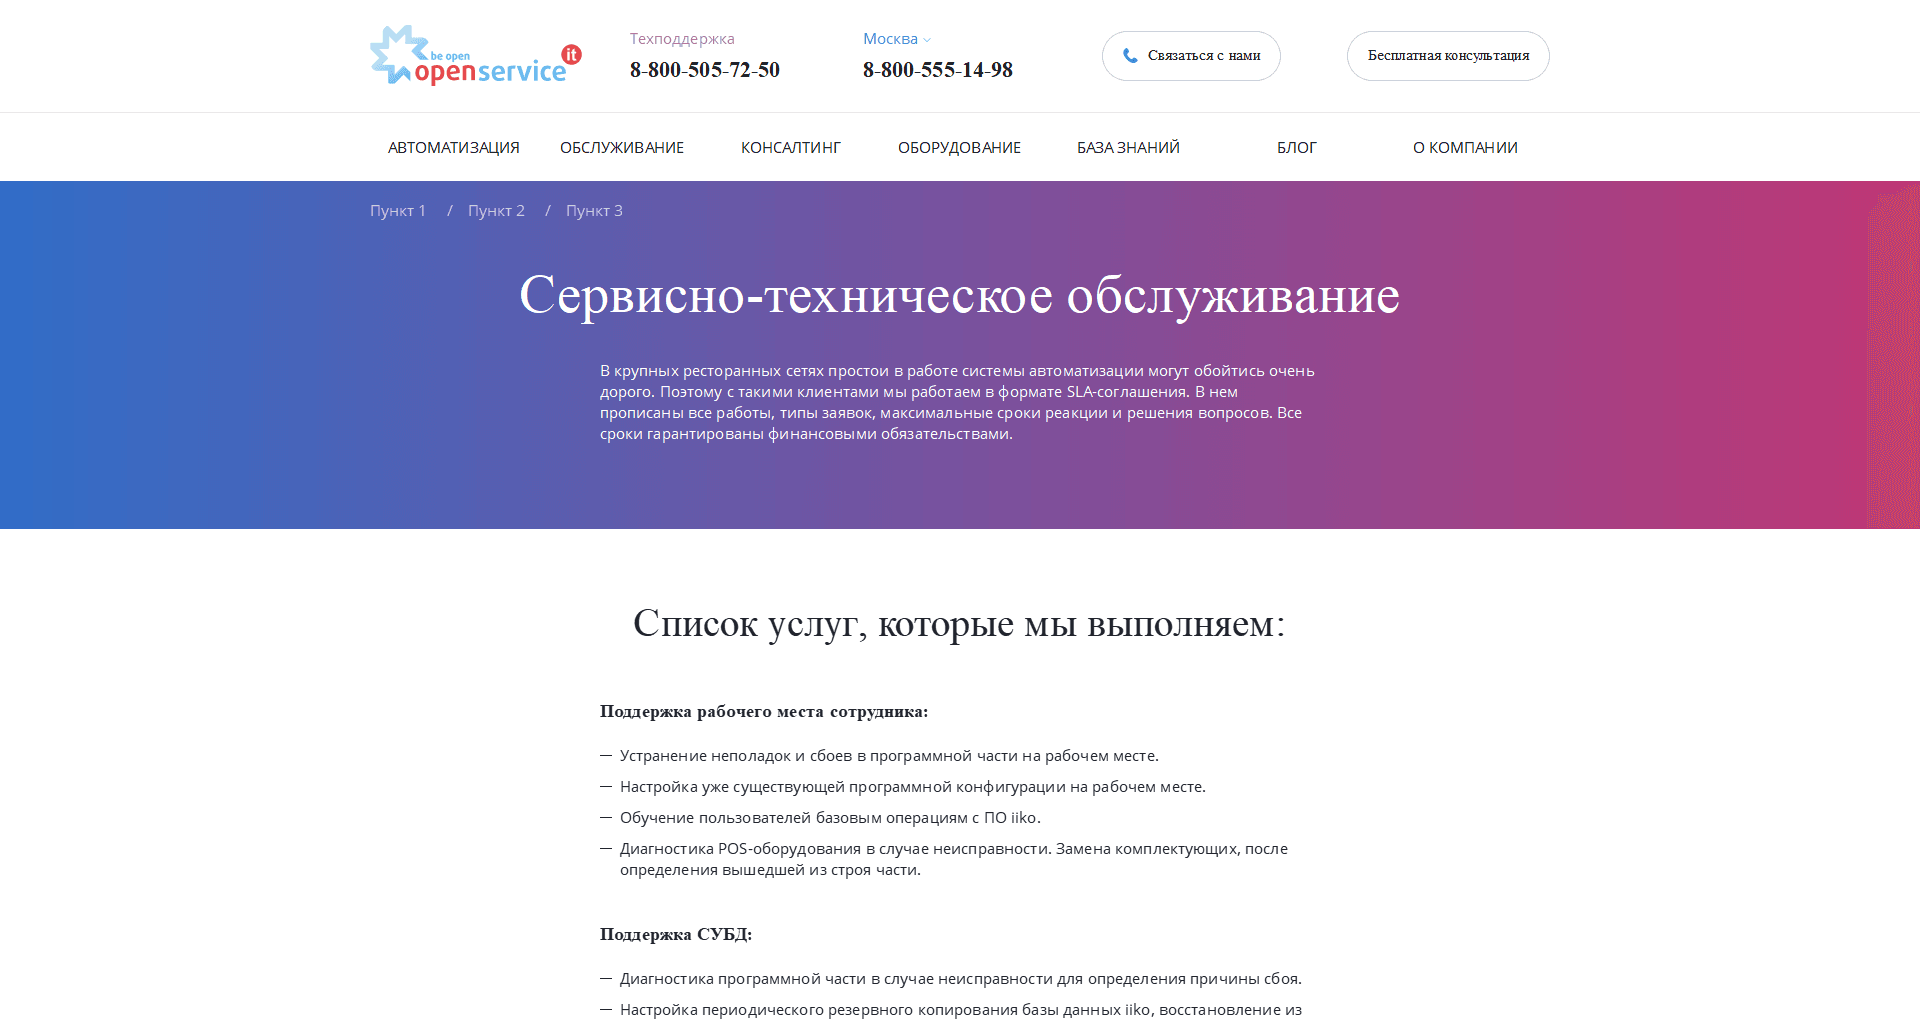 be open
openservice it
Техподдержка
8-800-505-72-50
Москва
8-800-555-14-98
Связаться с нами
Бесплатная консультация
АВТОМАТИЗАЦИЯ
ОБСЛУЖИВАНИЕ
КОНСАЛТИНГ
ОБОРУДОВАНИЕ
БАЗА ЗНАНИЙ
БЛОГ
О КОМПАНИИ
Пункт 1 / Пункт 2 / Пункт 3
Сервисно-техническое обслуживание
В крупных ресторанных сетях простои в работе системы автоматизации могут обойтись очень
дорого. Поэтому с такими клиентами мы работаем в формате SLA-соглашения. В нем
прописаны все работы, типы заявок, максимальные сроки реакции и решения вопросов. Все
сроки гарантированы финансовыми обязательствами.
Список услуг, которые мы выполняем:
Поддержка рабочего места сотрудника:
— Устранение неполадок и сбоев в программной части на рабочем месте.
— Настройка уже существующей программной конфигурации на рабочем месте.
— Обучение пользователей базовым операциям с ПО iiko.
— Диагностика POS-оборудования в случае неисправности. Замена комплектующих, после
определения вышедшей из строя части.
Поддержка СУБД:
— Диагностика программной части в случае неисправности для определения причины сбоя.
— Настройка периодического резервного копирования базы данных iiko, восстановление из